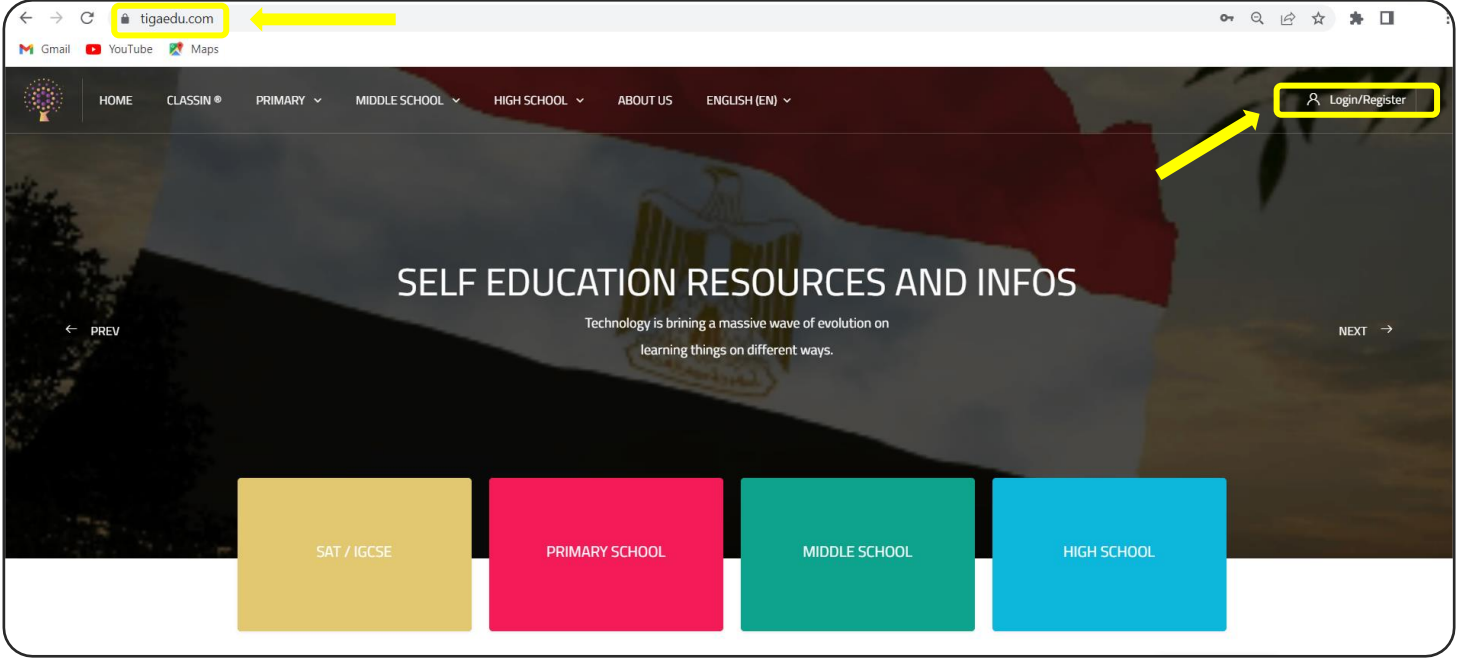 tigaedu.com
Gmail YouTube Maps
HOME CLASSIN ® PRIMARY MIDDLE SCHOOL HIGH SCHOOL ABOUT US ENGLISH (EN) Login/Register
SELF EDUCATION RESOURCES AND INFOS
Technology is brining a massive wave of evolution on
learning things on different ways.
PREV NEXT
SAT / IGCSE PRIMARY SCHOOL MIDDLE SCHOOL HIGH SCHOOL